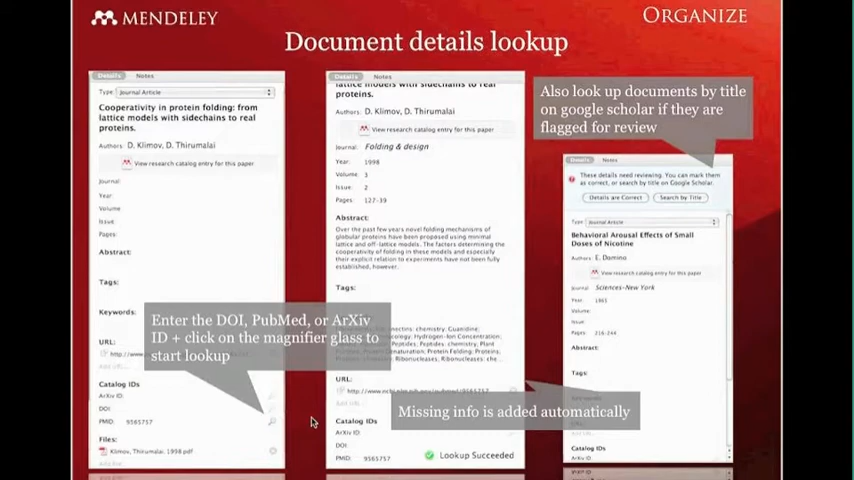 MENDELEY
ORGANIZE
Document details lookup
Details Notes
Type: Journal Article
Cooperativity in protein folding: from
lattice models with sidechains to real
proteins.
Authors: D. Klimov, D. Thirumalai
View research catalog entry for this paper
Journal:
Year:
Volume:
Issue:
Pages:
Abstract:
Tags:
Keywords:
Enter the DOI, PubMed, or ArXiv
ID + click on the magnifier glass to
start lookup
URL:
Catalog IDs
ArXiv ID:
DOI:
PMID: 9565757
Files:
Klimov, Thirumalai. 1998.pdf
Details Notes
lattice models with sidechains to real
proteins.
Authors: D. Klimov, D. Thirumalai
View research catalog entry for this paper
Journal: Folding & design
Year: 1998
Volume: 3
Issue: 2
Pages: 127-39
Abstract:
Over the past few years novel folding mechanisms of
globular proteins have been proposed using minimal
lattice and off-lattice models. The factors determining the
cooperativity of folding in these models and especially
their explicit relation to experiments have not been fully
established, however.
Tags:
URL:
Missing info is added automatically
Catalog IDs
ArXiv ID:
DOI:
PMID: 9565757
Lookup Succeeded
Also look up documents by title
on google scholar if they are
flagged for review
Details Notes
These details need reviewing. You can mark them
as correct, or search by title on Google Scholar.
Details are Correct Search by Title
Type: Journal Article
Behavioral Arousal Effects of Small
Doses of Nicotine
Authors: E. Domino
View research catalog entry for this paper
Journal: Sciences-New York
Year: 1965
Volume:
Issue:
Pages: 216-244
Abstract:
Tags:
URL:
Catalog IDs
ArXiv ID: